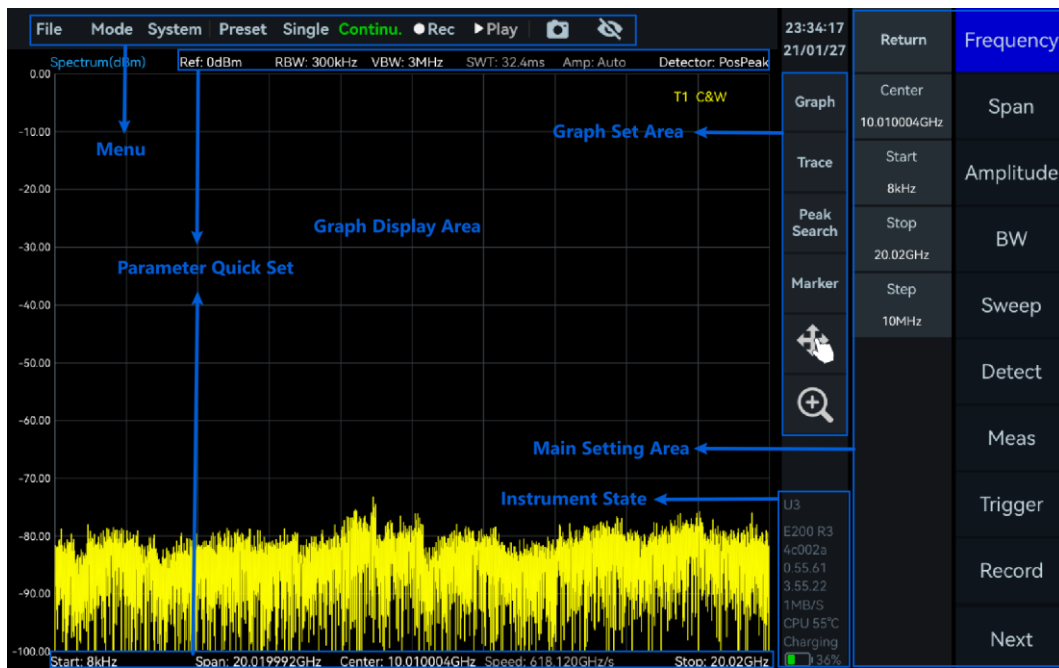 File Mode System Preset Single Continu. Rec Play
23:34:17
21/01/27
Return
Frequency
Spectrum(dBm) Ref: 0dBm RBW: 300kHz VBW: 3MHz SWT: 32.4ms Amp: Auto Detector: PosPeak
0.00
T1 C&W
Graph
Center
10.010004GHz
Span
-10.00
Graph Set Area
Menu
Trace
Start
8kHz
Amplitude
-20.00
Peak
Search
Stop
20.02GHz
BW
Graph Display Area
-30.00
Parameter Quick Set
Marker
Step
10MHz
Sweep
-40.00
-50.00
Detect
-60.00
Main Setting Area
Meas
-70.00
Instrument State
U3
Trigger
-80.00
E200 R3
4c002a
0.55.61
3.55.22
Record
-90.00
1MB/S
CPU 55℃
Charging
36%
Next
-100.00
Start: 8kHz Span: 20.019992GHz Center: 10.010004GHz Speed: 618.120GHz/s Stop: 20.02GHz